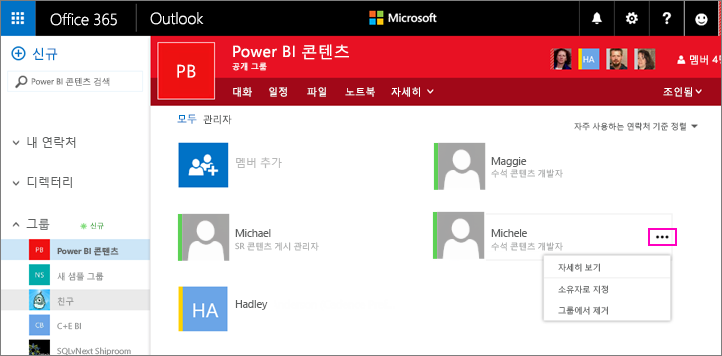 Office 365
Outlook
Microsoft
?
신규
Power BI 콘텐츠 검색
내 연락처
디렉터리
그룹
신규
PB
Power BI 콘텐츠
NS
새 샘플 그룹
친구
CB
C+E BI
SQLvNext Shiproom
PB
Power BI 콘텐츠
공개 그룹
HA
멤버 4명
대화 일정 파일 노트북 자세히
조인됨
모두 관리자
자주 사용하는 연락처 기준 정렬
멤버 추가
Maggie
수석 콘텐츠 개발자
Michael
SR 콘텐츠 게시 관리자
Michele
수석 콘텐츠 개발자
자세히 보기
소유자로 지정
그룹에서 제거
HA
Hadley